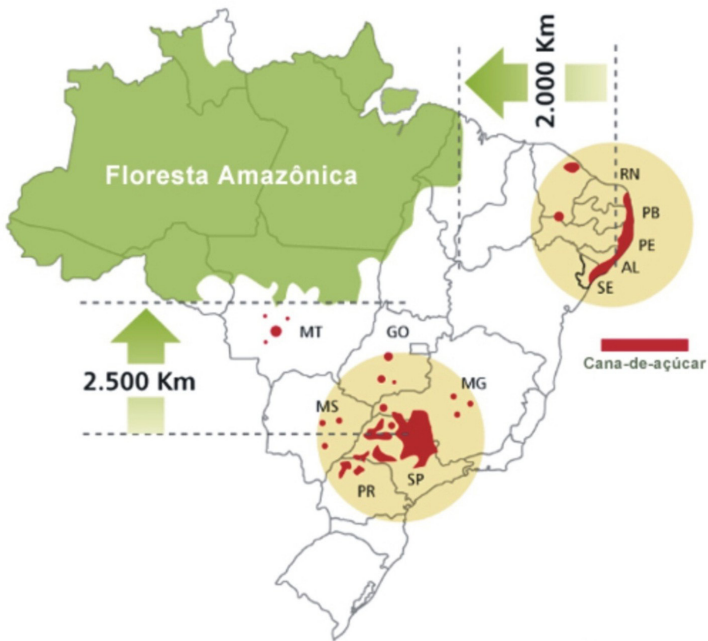 2.000 Km
Floresta Amazônica
RN
PB
PE
AL
SE
Cana-de-açúcar
MT
GO
2.500 Km
MS
MG
PR
SP